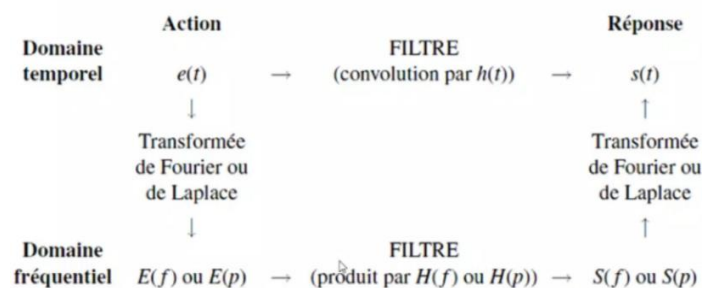 Action Réponse
Domaine FILTRE
temporel e(t) → (convolution par h(t)) → s(t)
↓ ↑
Transformée Transformée
de Fourier ou de Fourier ou
de Laplace de Laplace
↓ ↑
Domaine FILTRE
fréquentiel E(f) ou E(p) → (produit par H(f) ou H(p)) → S(f) ou S(p)